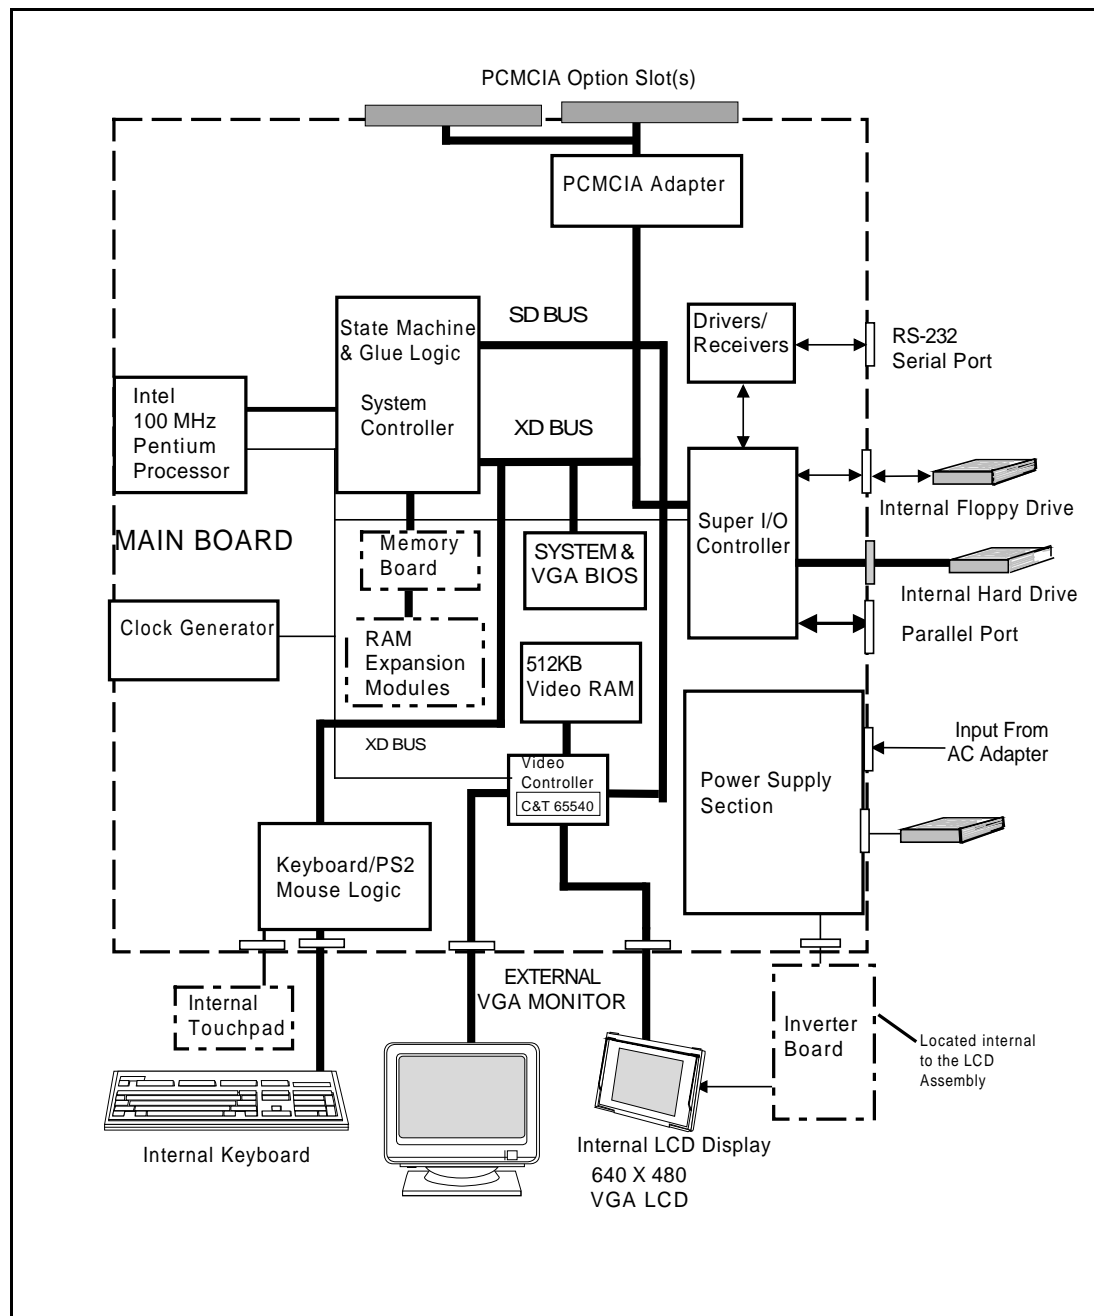 PCMCIA Option Slot(s)
PCMCIA Adapter
SD BUS
State Machine
& Glue Logic
System
Controller
Drivers/
Receivers
RS-232
Serial Port
Intel
100 MHz
Pentium
Processor
XD BUS
Super I/O
Controller
Internal Floppy Drive
MAIN BOARD
Memory
Board
SYSTEM &
VGA BIOS
Internal Hard Drive
Clock Generator
RAM
Expansion
Modules
512KB
Video RAM
Parallel Port
XD BUS
Video
Controller
C&T 65540
Power Supply
Section
Input From
AC Adapter
Keyboard/PS2
Mouse Logic
EXTERNAL
VGA MONITOR
Internal
Touchpad
Inverter
Board
Located internal
to the LCD
Assembly
Internal Keyboard
Internal LCD Display
640 X 480
VGA LCD